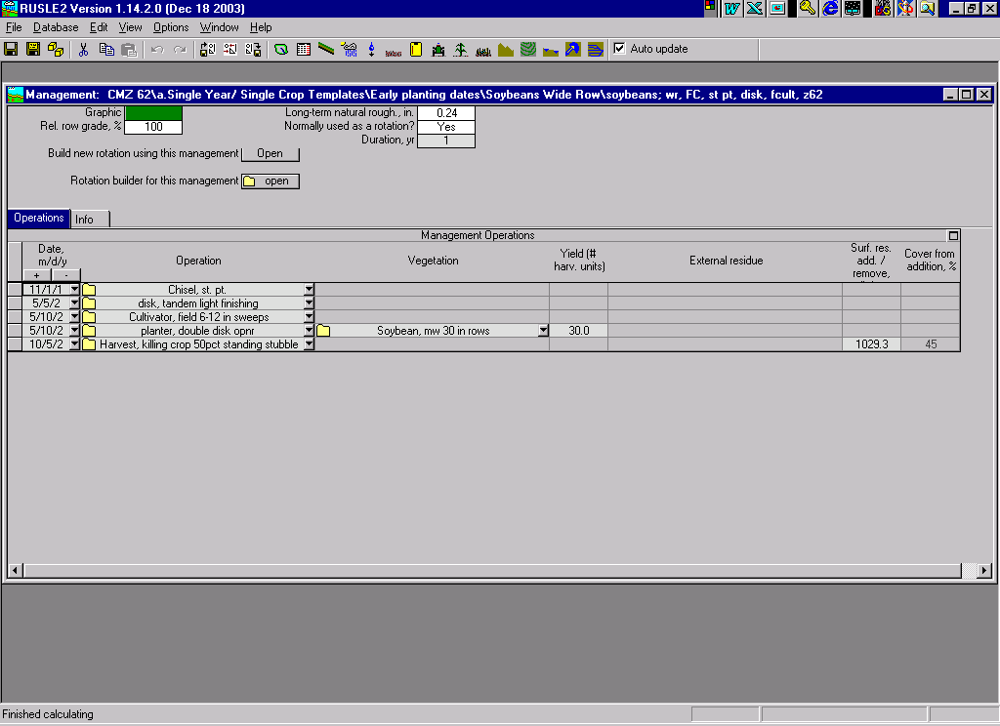 RUSLE2 Version 1.14.2.0 (Dec 18 2003)
File Database Edit View Options Window Help
Auto update
Management: CMZ 62\a.Single Year/ Single Crop Templates\Early planting dates\Soybeans Wide Row\soybeans; wr, FC, st pt, disk, fcult, z62
Graphic Long-term natural rough., in. 0.24
Rel. row grade, % 100 Normally used as a rotation? Yes
Duration, yr 1
Build new rotation using this management Open
Rotation builder for this management open
Operations Info
Management Operations
Date, m/d/y + - Operation Vegetation Yield (# harv. units) External residue Surf. res. add. / remove, Cover from addition, %
11/1/1 Chisel, st. pt.
5/5/2 disk, tandem light finishing
5/10/2 Cultivator, field 6-12 in sweeps
5/10/2 planter, double disk opnr Soybean, mw 30 in rows 30.0
10/5/2 Harvest, killing crop 50pct standing stubble 1029.3 45
Finished calculating